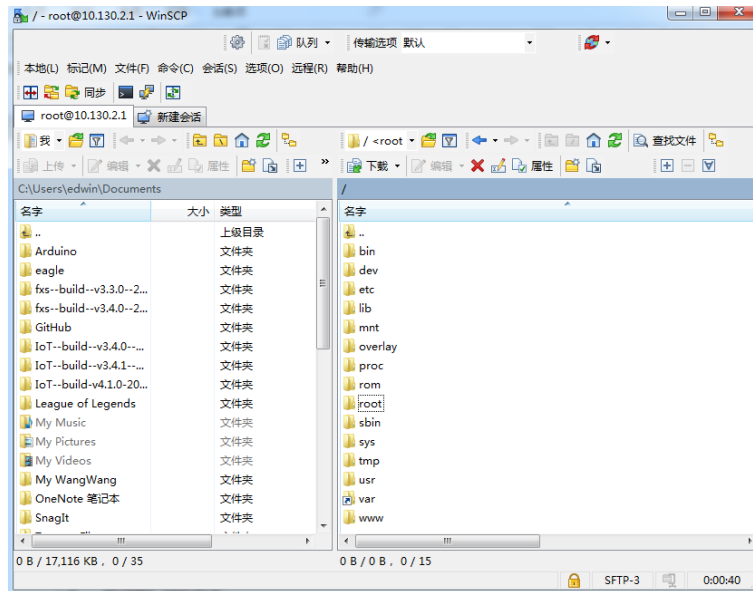 / - root@10.130.2.1 - WinSCP
队列 传输选项 默认
本地(L) 标记(M) 文件(F) 命令(C) 会话(S) 选项(O) 远程(R) 帮助(H)
同步
root@10.130.2.1 新建会话
我 / <root 查找文件
上传 编辑 属性 » 下载 编辑 属性
C:\Users\edwin\Documents /
名字 大小 类型 名字
.. 上级目录 ..
Arduino 文件夹 bin
eagle 文件夹 dev
fxs--build--v3.3.0--2... 文件夹 etc
fxs--build--v3.4.0--2... 文件夹 lib
GitHub 文件夹 mnt
IoT--build--v3.4.0--... 文件夹 overlay
IoT--build--v3.4.1--... 文件夹 proc
IoT--build-v4.1.0-20... 文件夹 rom
League of Legends 文件夹 root
My Music 文件夹 sbin
My Pictures 文件夹 sys
My Videos 文件夹 tmp
My WangWang 文件夹 usr
OneNote 笔记本 文件夹 var
SnagIt 文件夹 www
0 B / 17,116 KB， 0 / 35 0 B / 0 B， 0 / 15
SFTP-3 0:00:40